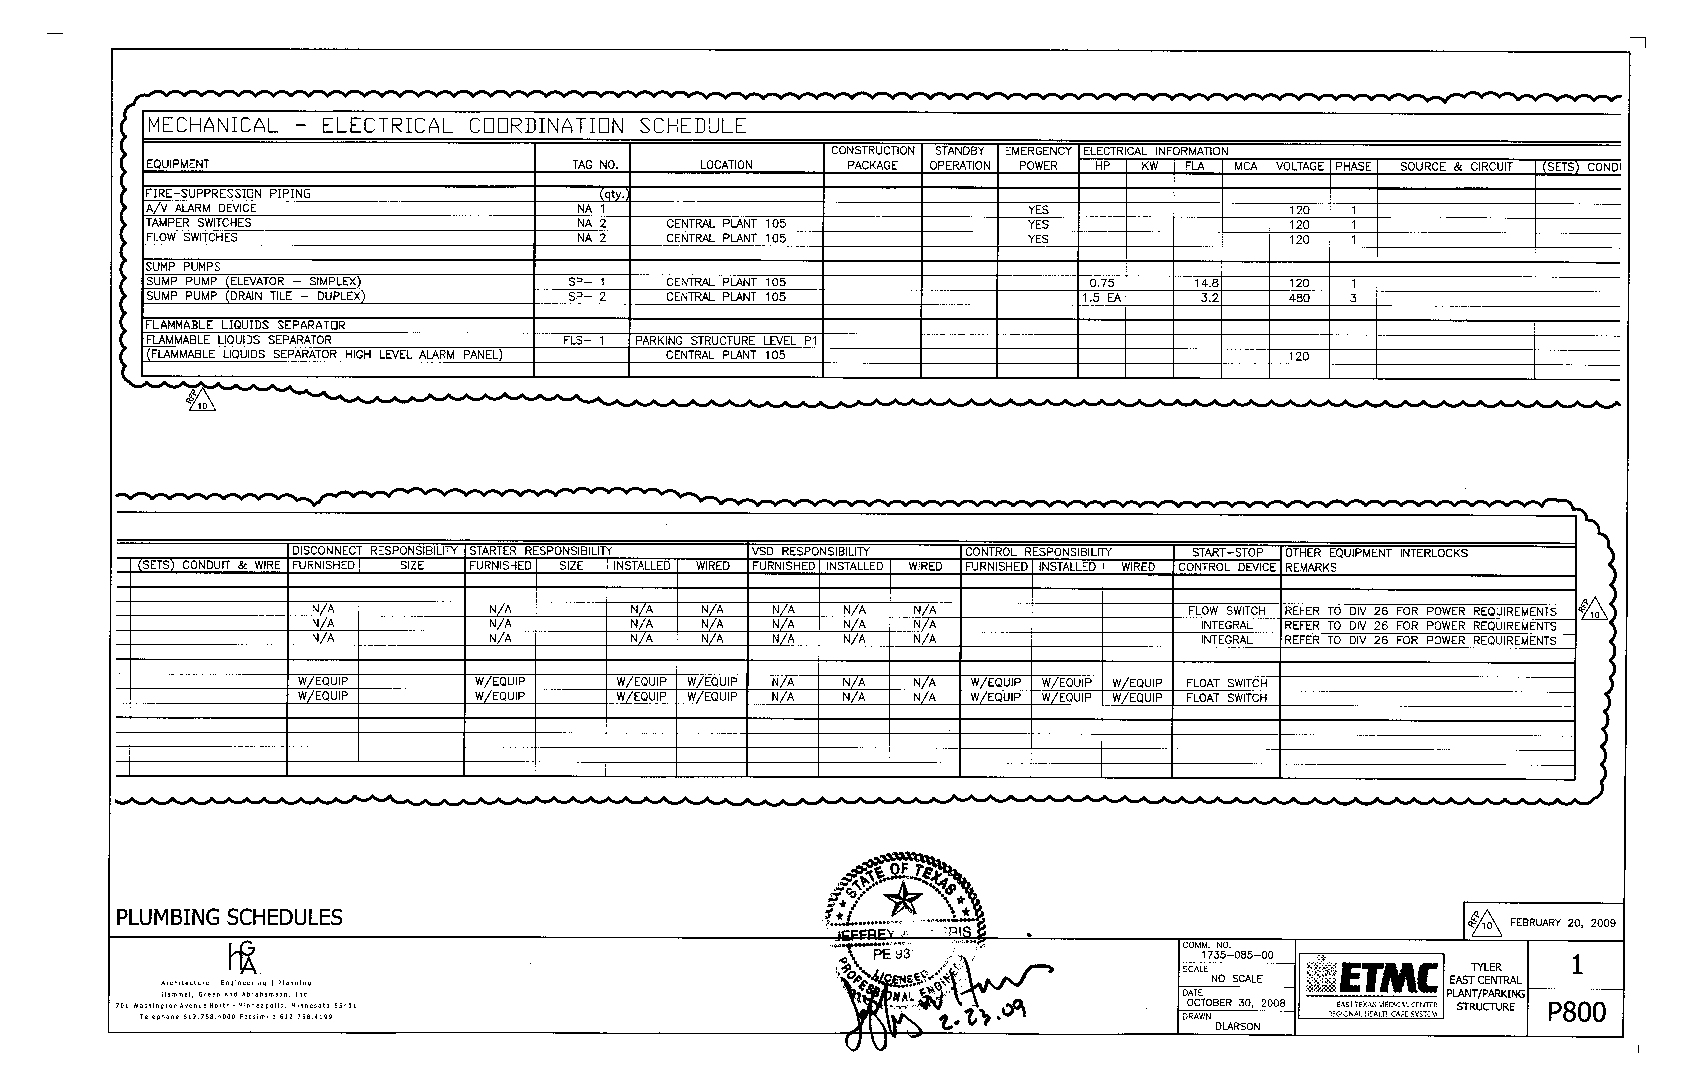 MECHANICAL - ELECTRICAL COORDINATION SCHEDULE
CONSTRUCTION STANDBY EMERGENCY ELECTRICAL INFORMATION
EQUIPMENT TAG NO. LOCATION PACKAGE OPERATION POWER HP KW FLA MCA VOLTAGE PHASE SOURCE & CIRCUIT (SETS) CONDU
FIRE-SUPPRESSION PIPING (qty.)
A/V ALARM DEVICE NA 1 YES 120 1
TAMPER SWITCHES NA 2 CENTRAL PLANT 105 YES 120 1
FLOW SWITCHES NA 2 CENTRAL PLANT 105 YES 120 1
SUMP PUMPS
SUMP PUMP (ELEVATOR - SIMPLEX) SP- 1 CENTRAL PLANT 105 0.75 14.8 120 1
SUMP PUMP (DRAIN TILE - DUPLEX) SP- 2 CENTRAL PLANT 105 1.5 EA 3.2 480 3
FLAMMABLE LIQUIDS SEPARATOR
FLAMMABLE LIQUIDS SEPARATOR FLS- 1 PARKING STRUCTURE LEVEL P1
(FLAMMABLE LIQUIDS SEPARATOR HIGH LEVEL ALARM PANEL) CENTRAL PLANT 105 120
RFP 10
DISCONNECT RESPONSIBILITY STARTER RESPONSIBILITY VSD RESPONSIBILITY CONTROL RESPONSIBILITY START-STOP OTHER EQUIPMENT INTERLOCKS
(SETS) CONDUIT & WIRE FURNISHED SIZE FURNISHED SIZE INSTALLED WIRED FURNISHED INSTALLED WIRED FURNISHED INSTALLED WIRED CONTROL DEVICE REMARKS
N/A N/A N/A N/A N/A N/A N/A FLOW SWITCH REFER TO DIV 26 FOR POWER REQUIREMENTS RFP 10
N/A N/A N/A N/A N/A N/A N/A INTEGRAL REFER TO DIV 26 FOR POWER REQUIREMENTS
N/A N/A N/A N/A N/A N/A N/A INTEGRAL REFER TO DIV 26 FOR POWER REQUIREMENTS
W/EQUIP W/EQUIP W/EQUIP W/EQUIP N/A N/A N/A W/EQUIP W/EQUIP W/EQUIP FLOAT SWITCH
W/EQUIP W/EQUIP W/EQUIP W/EQUIP N/A N/A N/A W/EQUIP W/EQUIP W/EQUIP FLOAT SWITCH
PLUMBING SCHEDULES
HGA
Architecture | Engineering | Planning
Hammel, Green and Abrahamson, Inc.
701 Washington Avenue North - Minneapolis, Minnesota 55401
Telephone 612.758.4000 Facsimile 612.758.4199
STATE OF TEXAS
JEFFREY
PE 93
LICENSED
PROFESSIONAL ENGINEER
2-23.09
RFP 10 FEBRUARY 20, 2009
COMM. NO.
1735-085-00
SCALE
NO SCALE
DATE
OCTOBER 30, 2008
DRAWN
DLARSON
ETMC
EAST TEXAS MEDICAL CENTER
REGIONAL HEALTHCARE SYSTEM
TYLER
EAST CENTRAL
PLANT/PARKING
STRUCTURE
1
P800